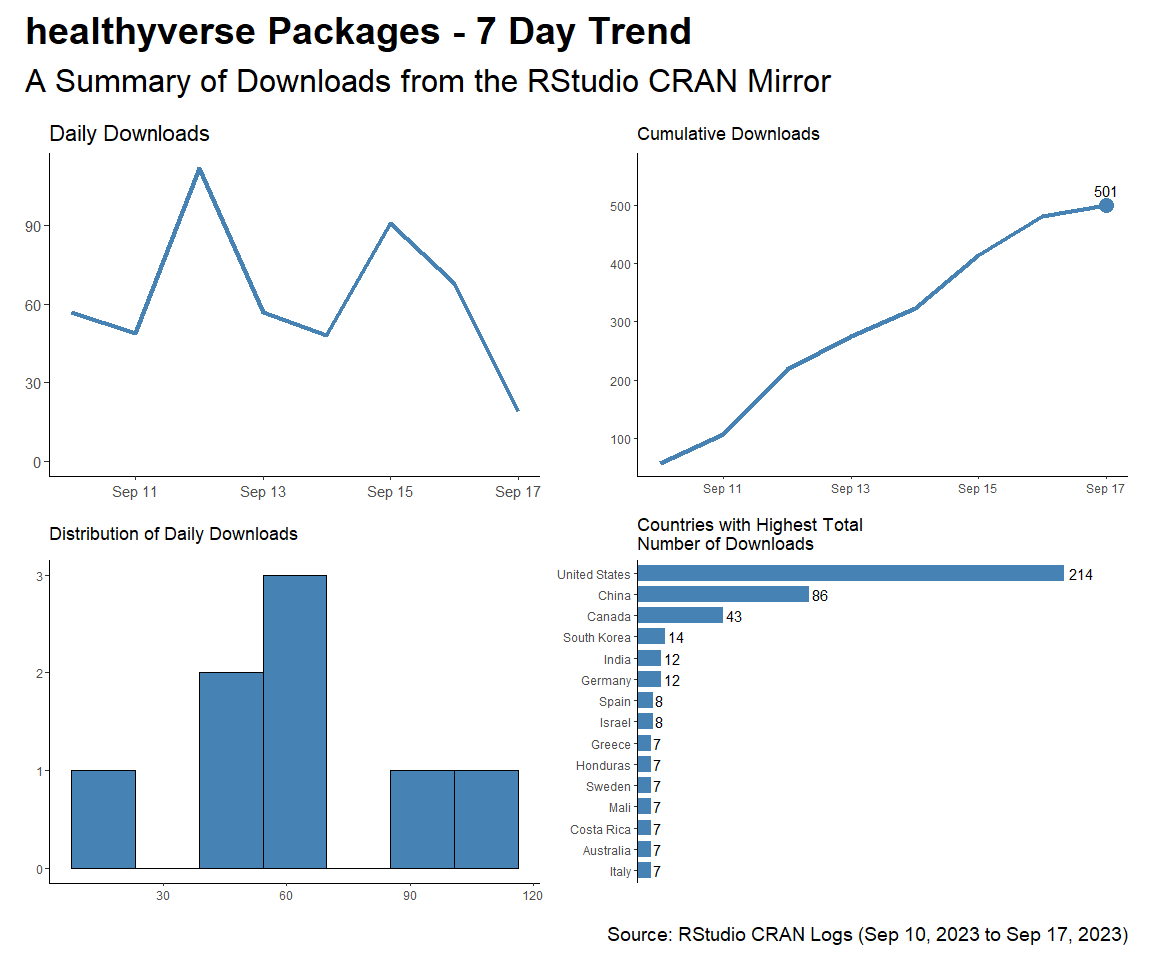 healthyverse Packages - 7 Day Trend
A Summary of Downloads from the RStudio CRAN Mirror
Daily Downloads
90
60
30
0
Sep 11 Sep 13 Sep 15 Sep 17
Cumulative Downloads
501
500
400
300
200
100
Sep 11 Sep 13 Sep 15 Sep 17
Distribution of Daily Downloads
3
2
1
0
30 60 90 120
Countries with Highest Total
Number of Downloads
United States 214
China 86
Canada 43
South Korea 14
India 12
Germany 12
Spain 8
Israel 8
Greece 7
Honduras 7
Sweden 7
Mali 7
Costa Rica 7
Australia 7
Italy 7
Source: RStudio CRAN Logs (Sep 10, 2023 to Sep 17, 2023)